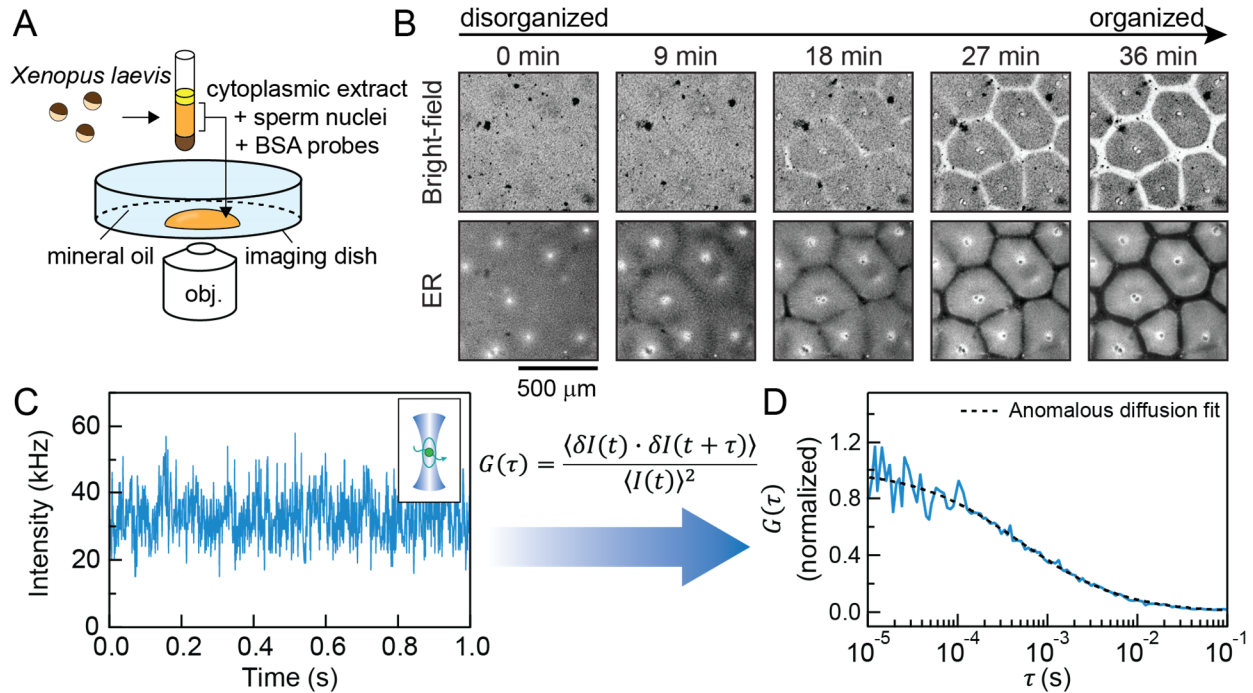 A
Xenopus laevis
cytoplasmic extract
+ sperm nuclei
+ BSA probes
mineral oil
imaging dish
obj.
B
disorganized
organized
0 min
9 min
18 min
27 min
36 min
Bright-field
ER
500 μm
C
Intensity (kHz)
60
40
20
0
0.0
0.2
0.4
0.6
0.8
1.0
Time (s)
G(τ) = ⟨δI(t) · δI(t + τ)⟩ / ⟨I(t)⟩²
D
Anomalous diffusion fit
G(τ)
(normalized)
1.2
0.8
0.4
0.0
10⁻⁵
10⁻⁴
10⁻³
10⁻²
10⁻¹
τ (s)